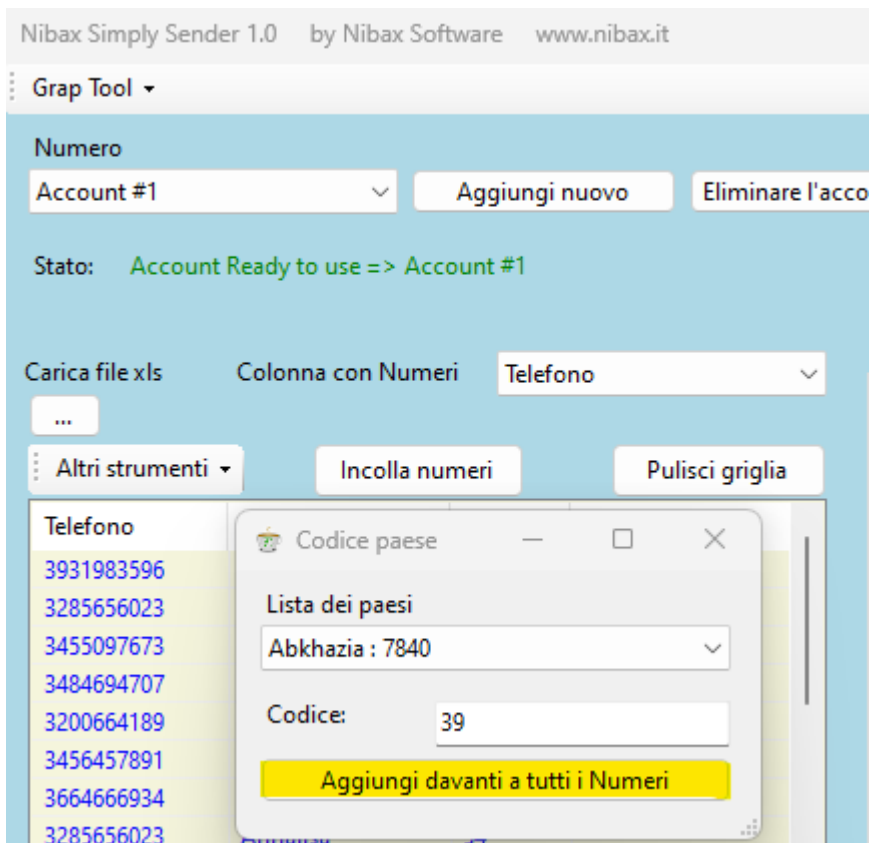 Nibax Simply Sender 1.0 by Nibax Software www.nibax.it
Grap Tool
Numero
Account #1 Aggiungi nuovo Eliminare l'acco
Stato: Account Ready to use => Account #1
Carica file xls Colonna con Numeri Telefono
...
Altri strumenti Incolla numeri Pulisci griglia
Telefono
3931983596
3285656023
3455097673
3484694707
3200664189
3456457891
3664666934
3285656023
Codice paese
Lista dei paesi
Abkhazia : 7840
Codice: 39
Aggiungi davanti a tutti i Numeri